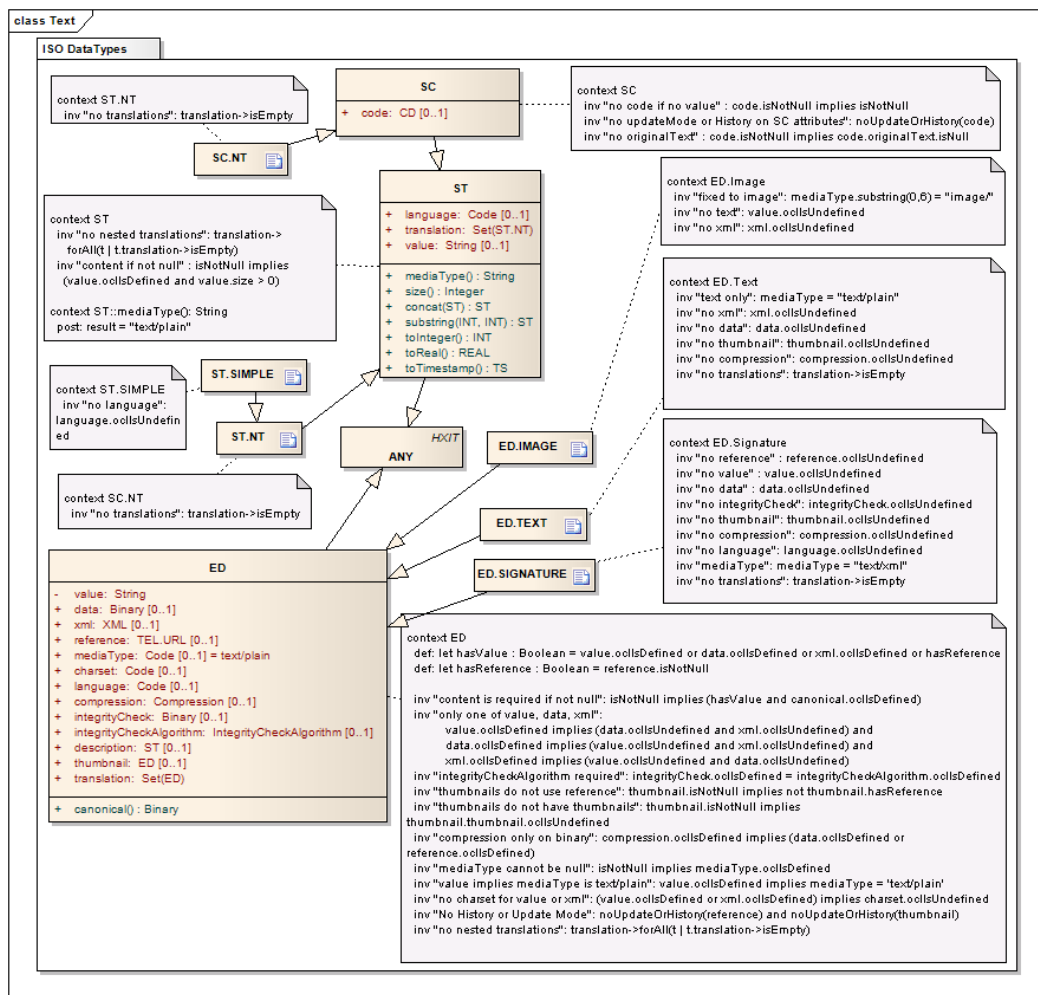 class Text
ISO DataTypes
context ST.NT
inv "no translations": translation->isEmpty
SC
+ code: CD [0..1]
context SC
inv "no code if no value" : code.isNotNull implies isNotNull
inv "no updateMode or History on SC attributes": noUpdateOrHistory(code)
inv "no originalText" : code.isNotNull implies code.originalText.isNull
SC.NT
ST
+ language: Code [0..1]
+ translation: Set(ST.NT)
+ value: String [0..1]
+ mediaType() : String
+ size() : Integer
+ concat(ST) : ST
+ substring(INT, INT) : ST
+ toInteger() : INT
+ toReal() : REAL
+ toTimestamp() : TS
context ED.Image
inv "fixed to image": mediaType.substring(0,6) = "image/"
inv "no text": value.oclIsUndefined
inv "no xml": xml.oclIsUndefined
context ST
inv "no nested translations": translation->
forAll(t | t.translation->isEmpty)
inv "content if not null" : isNotNull implies
(value.oclIsDefined and value.size > 0)
context ST::mediaType(): String
post: result = "text/plain"
context ED.Text
inv "text only": mediaType = "text/plain"
inv "no xml": xml.oclIsUndefined
inv "no data": data.oclIsUndefined
inv "no thumbnail": thumbnail.oclIsUndefined
inv "no compression": compression.oclIsUndefined
inv "no translations": translation->isEmpty
context ST.SIMPLE
inv "no language":
language.oclIsUndefin
ed
ST.SIMPLE
ST.NT
HXIT
ANY
ED.IMAGE
context ED.Signature
inv "no reference" : reference.oclIsUndefined
inv "no value" : value.oclIsUndefined
inv "no data" : data.oclIsUndefined
inv "no integrityCheck": integrityCheck.oclIsUndefined
inv "no thumbnail": thumbnail.oclIsUndefined
inv "no compression": compression.oclIsUndefined
inv "no language": language.oclIsUndefined
inv "mediaType": mediaType = "text/xml"
inv "no translations": translation->isEmpty
context SC.NT
inv "no translations": translation->isEmpty
ED.TEXT
ED.SIGNATURE
ED
- value: String
+ data: Binary [0..1]
+ xml: XML [0..1]
+ reference: TEL.URL [0..1]
+ mediaType: Code [0..1] = text/plain
+ charset: Code [0..1]
+ language: Code [0..1]
+ compression: Compression [0..1]
+ integrityCheck: Binary [0..1]
+ integrityCheckAlgorithm: IntegrityCheckAlgorithm [0..1]
+ description: ST [0..1]
+ thumbnail: ED [0..1]
+ translation: Set(ED)
+ canonical() : Binary
context ED
def: let hasValue : Boolean = value.oclIsDefined or data.oclIsDefined or xml.oclIsDefined or hasReference
def: let hasReference : Boolean = reference.isNotNull
inv "content is required if not null": isNotNull implies (hasValue and canonical.oclIsDefined)
inv "only one of value, data, xml":
value.oclIsDefined implies (data.oclIsUndefined and xml.oclIsUndefined) and
data.oclIsDefined implies (value.oclIsUndefined and xml.oclIsUndefined) and
xml.oclIsDefined implies (value.oclIsUndefined and data.oclIsUndefined)
inv "integrityCheckAlgorithm required": integrityCheck.oclIsDefined = integrityCheckAlgorithm.oclIsDefined
inv "thumbnails do not use reference": thumbnail.isNotNull implies not thumbnail.hasReference
inv "thumbnails do not have thumbnails": thumbnail.isNotNull implies
thumbnail.thumbnail.oclIsUndefined
inv "compression only on binary": compression.oclIsDefined implies (data.oclIsDefined or
reference.oclIsDefined)
inv "mediaType cannot be null": isNotNull implies mediaType.oclIsDefined
inv "value implies mediaType is text/plain": value.oclIsDefined implies mediaType = 'text/plain'
inv "no charset for value or xml": (value.oclIsDefined or xml.oclIsDefined) implies charset.oclIsUndefined
inv "No History or Update Mode": noUpdateOrHistory(reference) and noUpdateOrHistory(thumbnail)
inv "no nested translations": translation->forAll(t | t.translation->isEmpty)